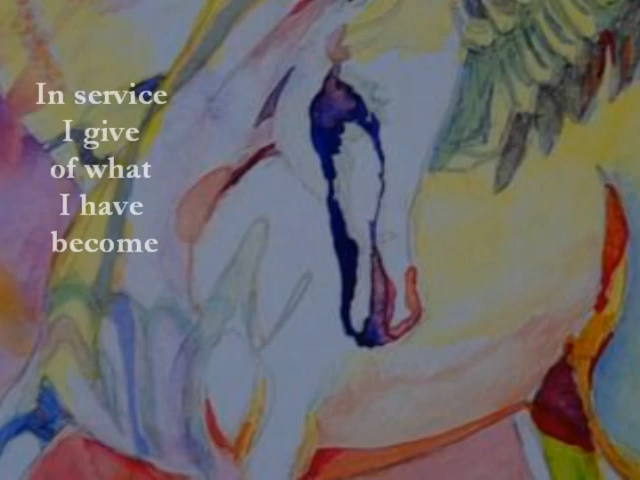 In service
I give
of what
I have
become